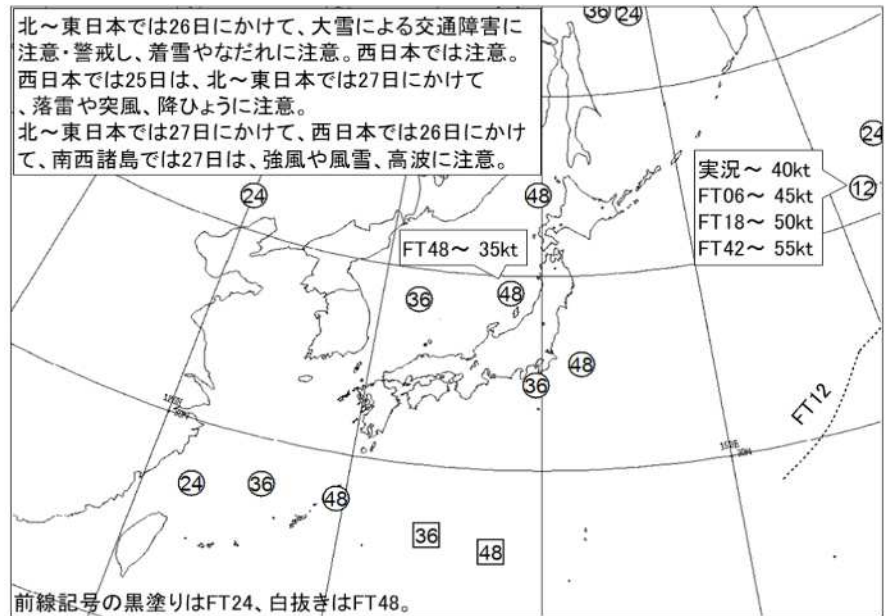 北～東日本では26日にかけて、大雪による交通障害に
注意・警戒し、着雪やなだれに注意。西日本では注意。
西日本では25日は、北～東日本では27日にかけて
、落雷や突風、降ひょうに注意。
北～東日本では27日にかけて、西日本では26日にかけ
て、南西諸島では27日は、強風や風雪、高波に注意。
36
24
24
実況～ 40kt
FT06～ 45kt
FT18～ 50kt
FT42～ 55kt
12
24
48
FT48～ 35kt
36
48
48
36
FT12
24
36
48
36
48
前線記号の黒塗りはFT24、白抜きはFT48。